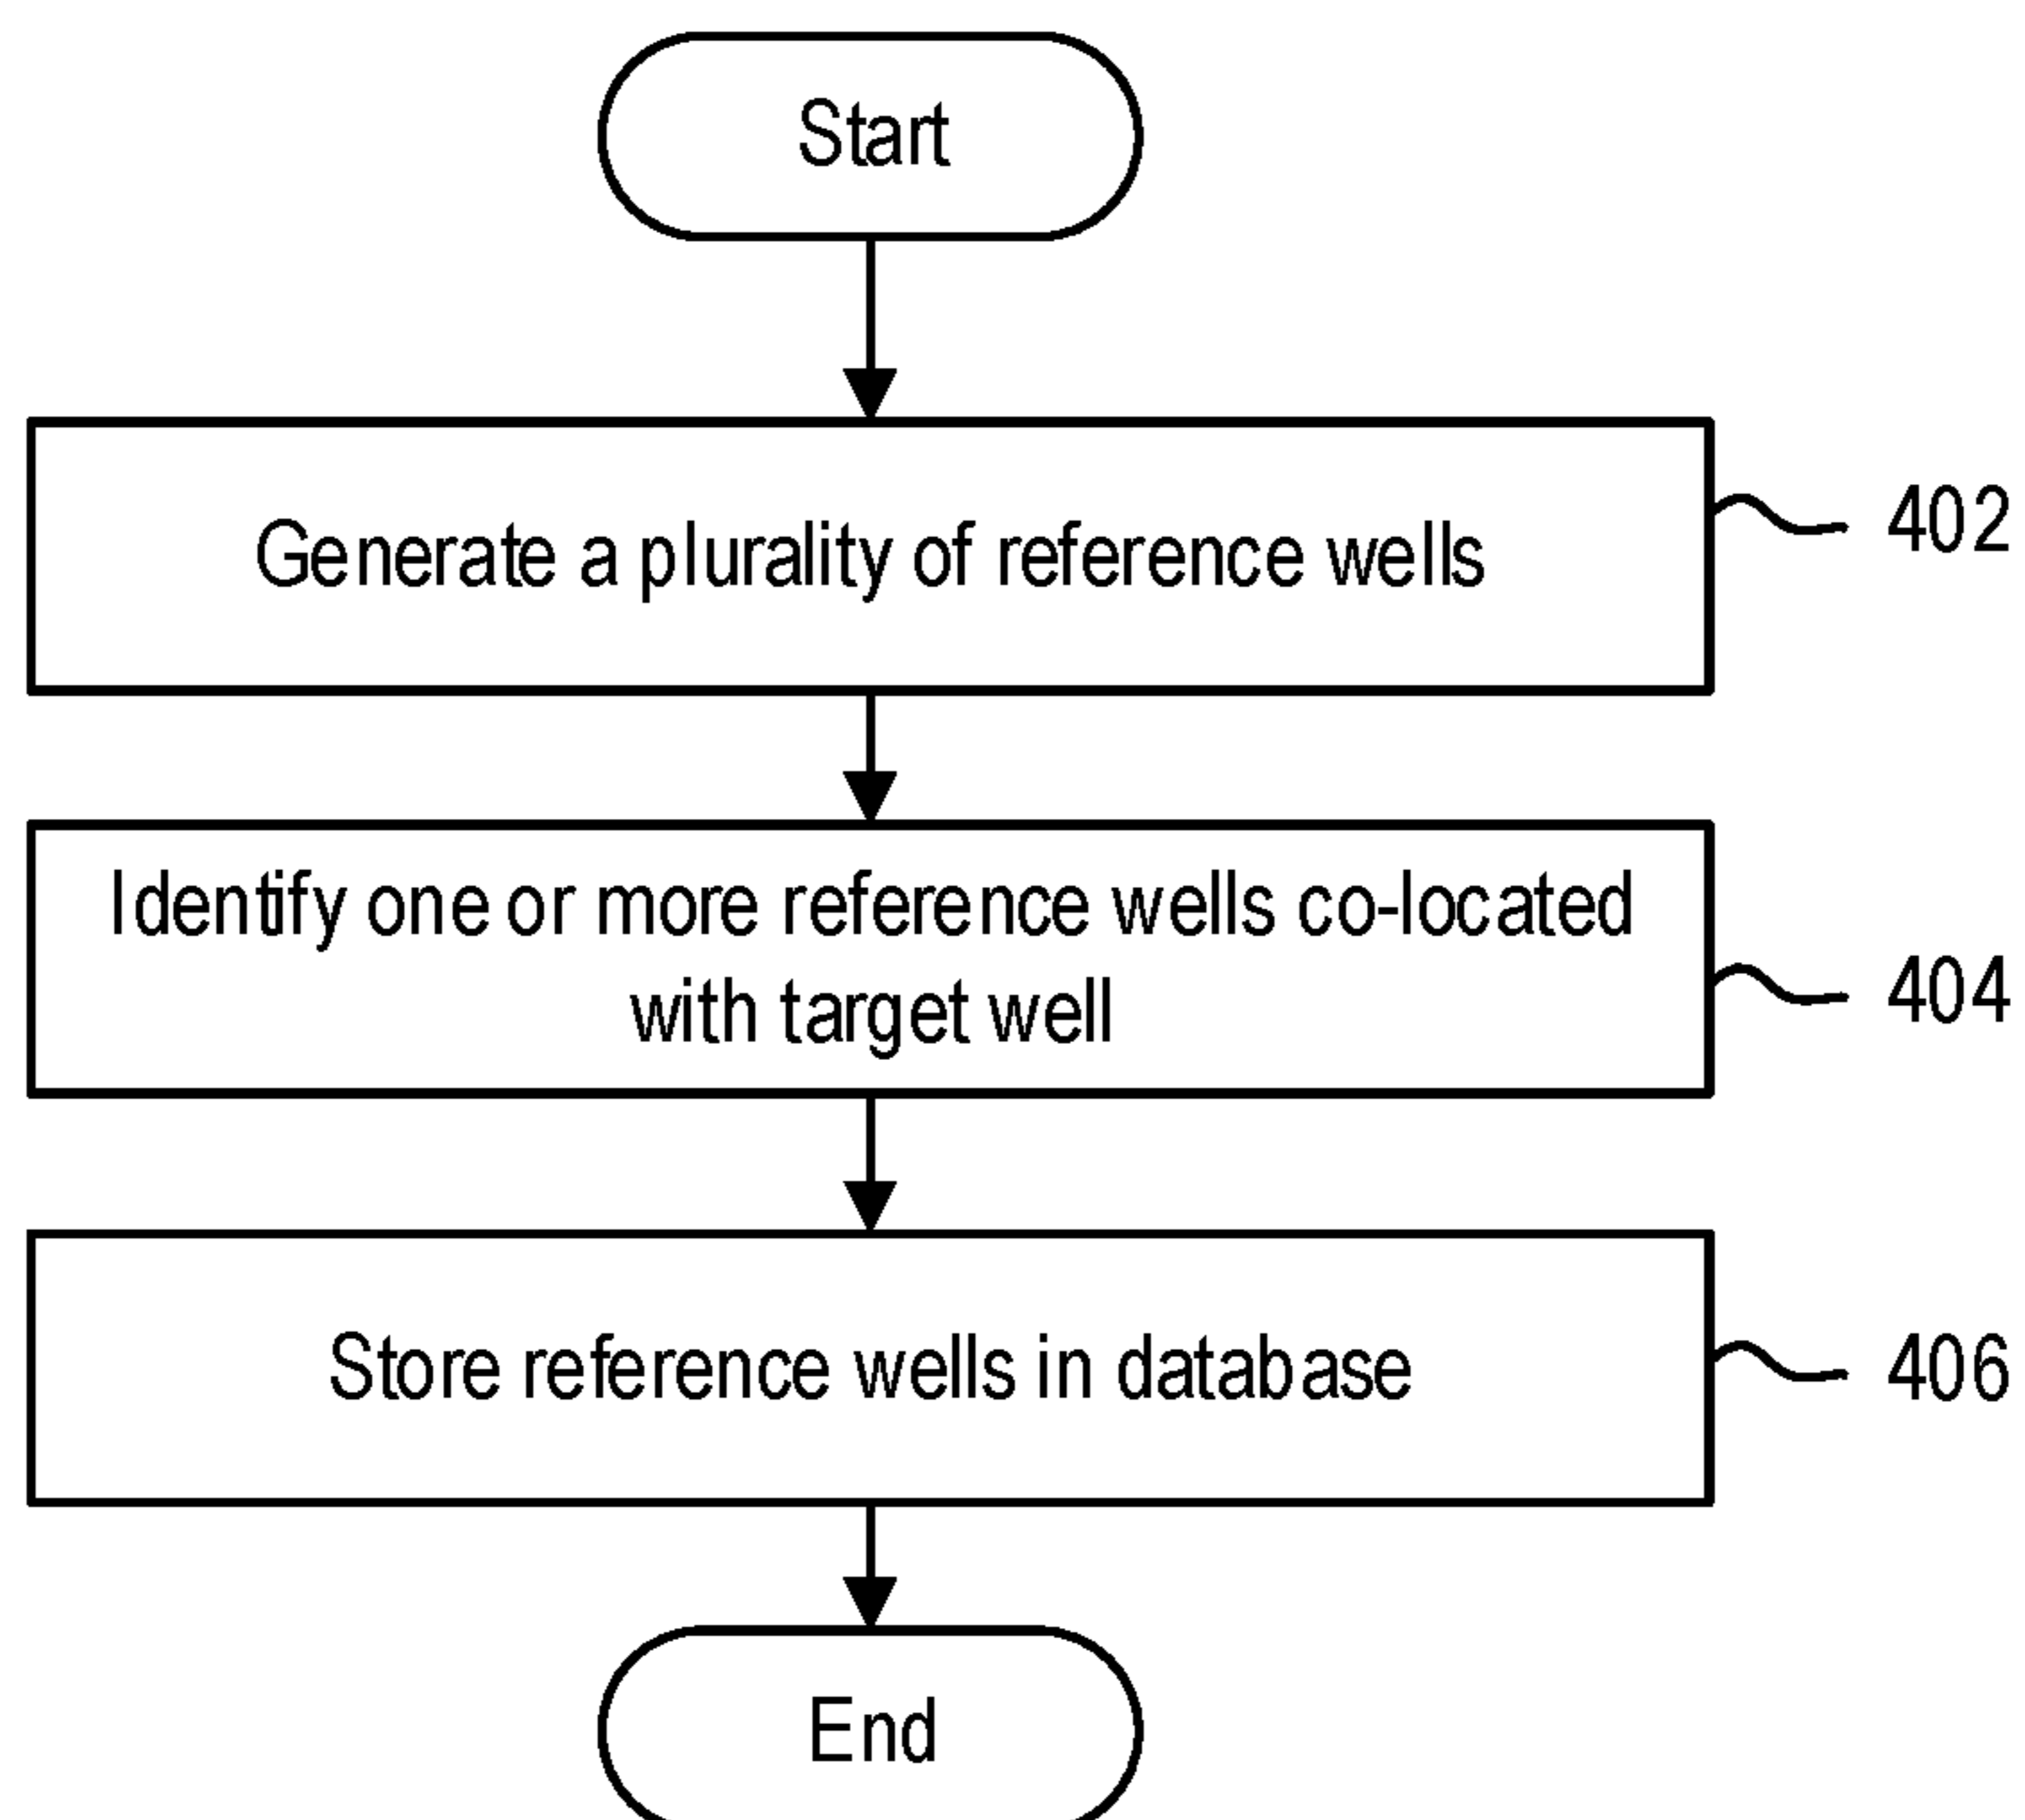 Start
Generate a plurality of reference wells
402
Identify one or more reference wells co-located
with target well
404
Store reference wells in database
406
End